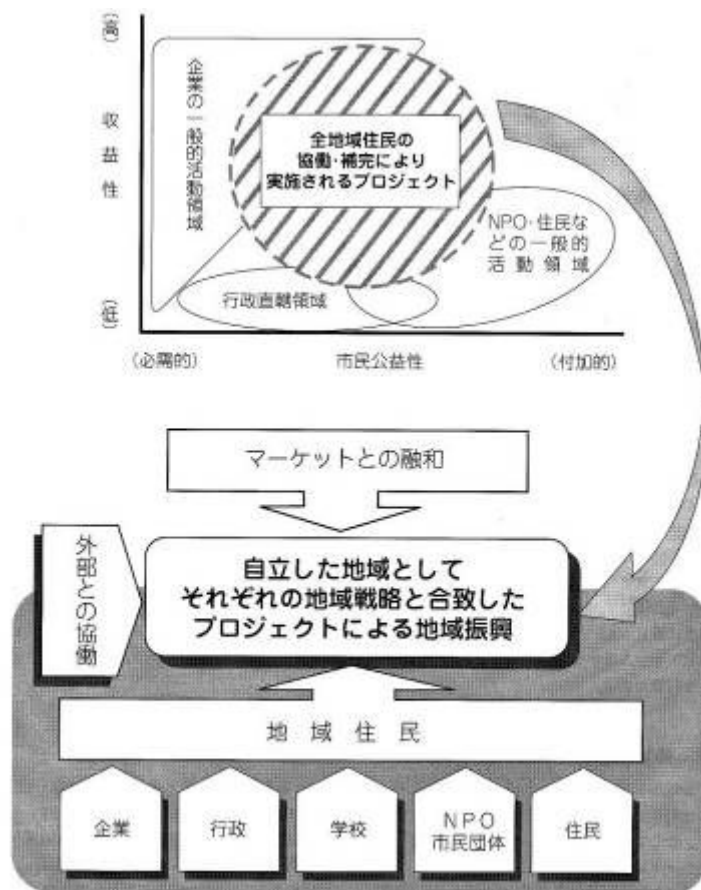 (高)
収益性
(低)
企業の一般的活動領域
全地域住民の
協働・補完により
実施されるプロジェクト
NPO・住民な
どの一般的
活動領域
行政直轄領域
(必需的)
市民公益性
(付加的)
マーケットとの融和
外部との協働
自立した地域として
それぞれの地域戦略と合致した
プロジェクトによる地域振興
地域住民
企業
行政
学校
NPO
市民団体
住民